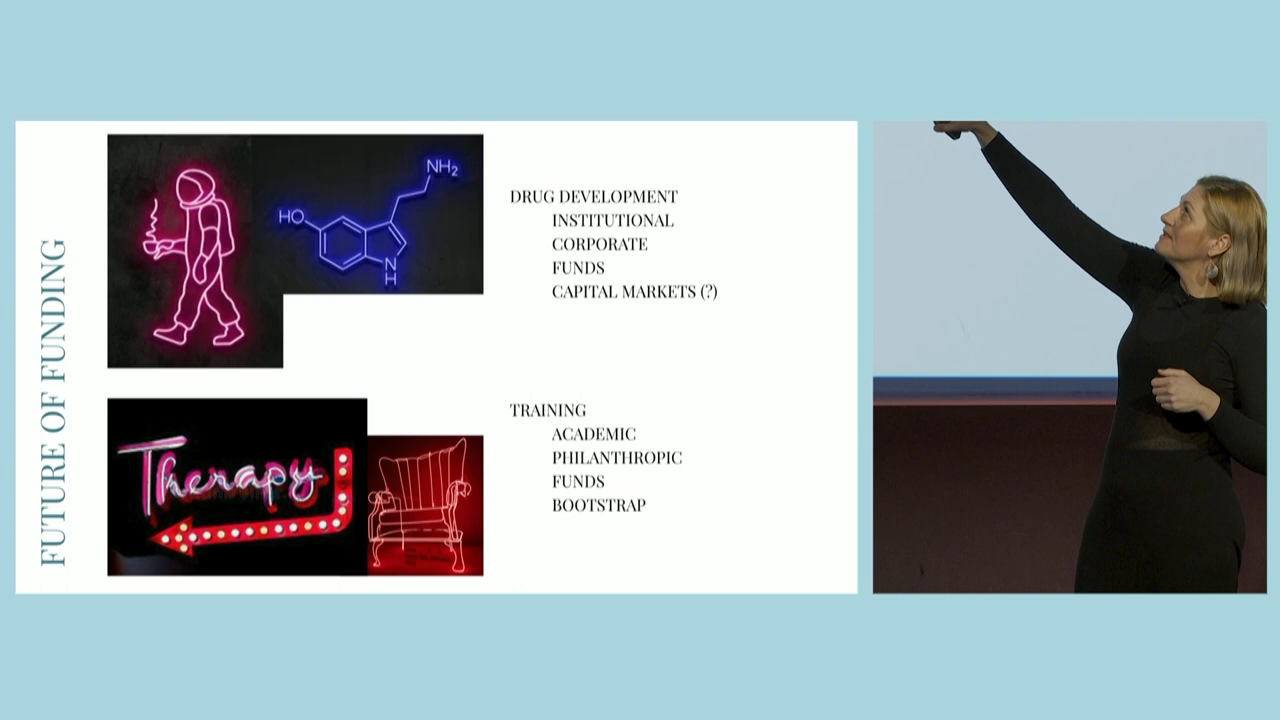 FUTURE OF FUNDING
HO
NH2
N
H
DRUG DEVELOPMENT
INSTITUTIONAL
CORPORATE
FUNDS
CAPITAL MARKETS (?)
Therapy
TRAINING
ACADEMIC
PHILANTHROPIC
FUNDS
BOOTSTRAP